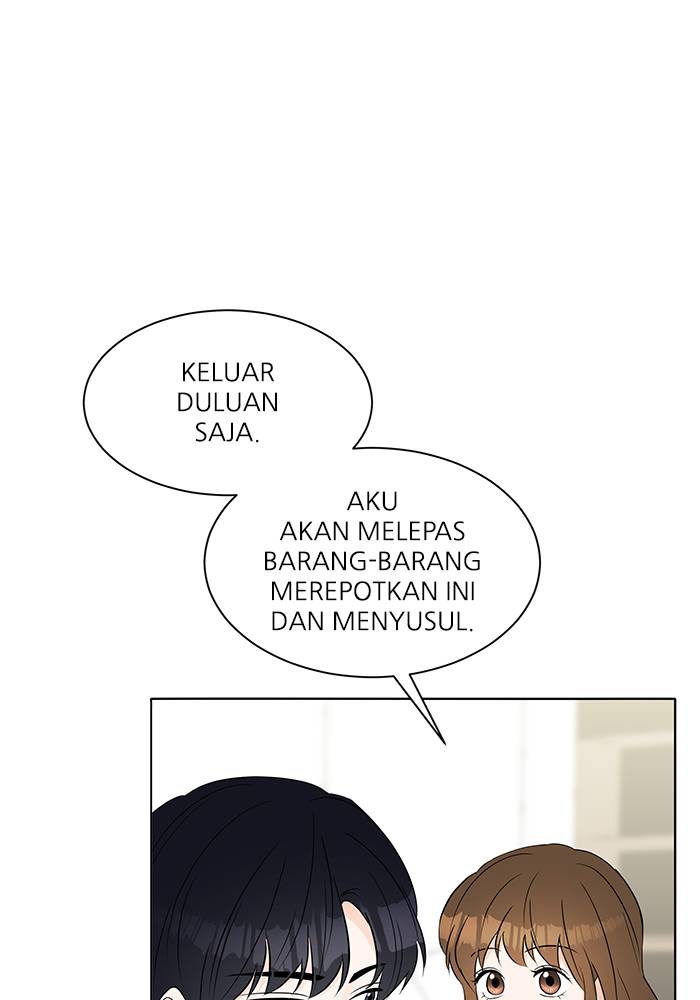 KELUAR
DULUAN
SAJA.
AKU
AKAN MELEPAS
BARANG-BARANG
MEREPOTKAN INI
DAN MENYUSUL.